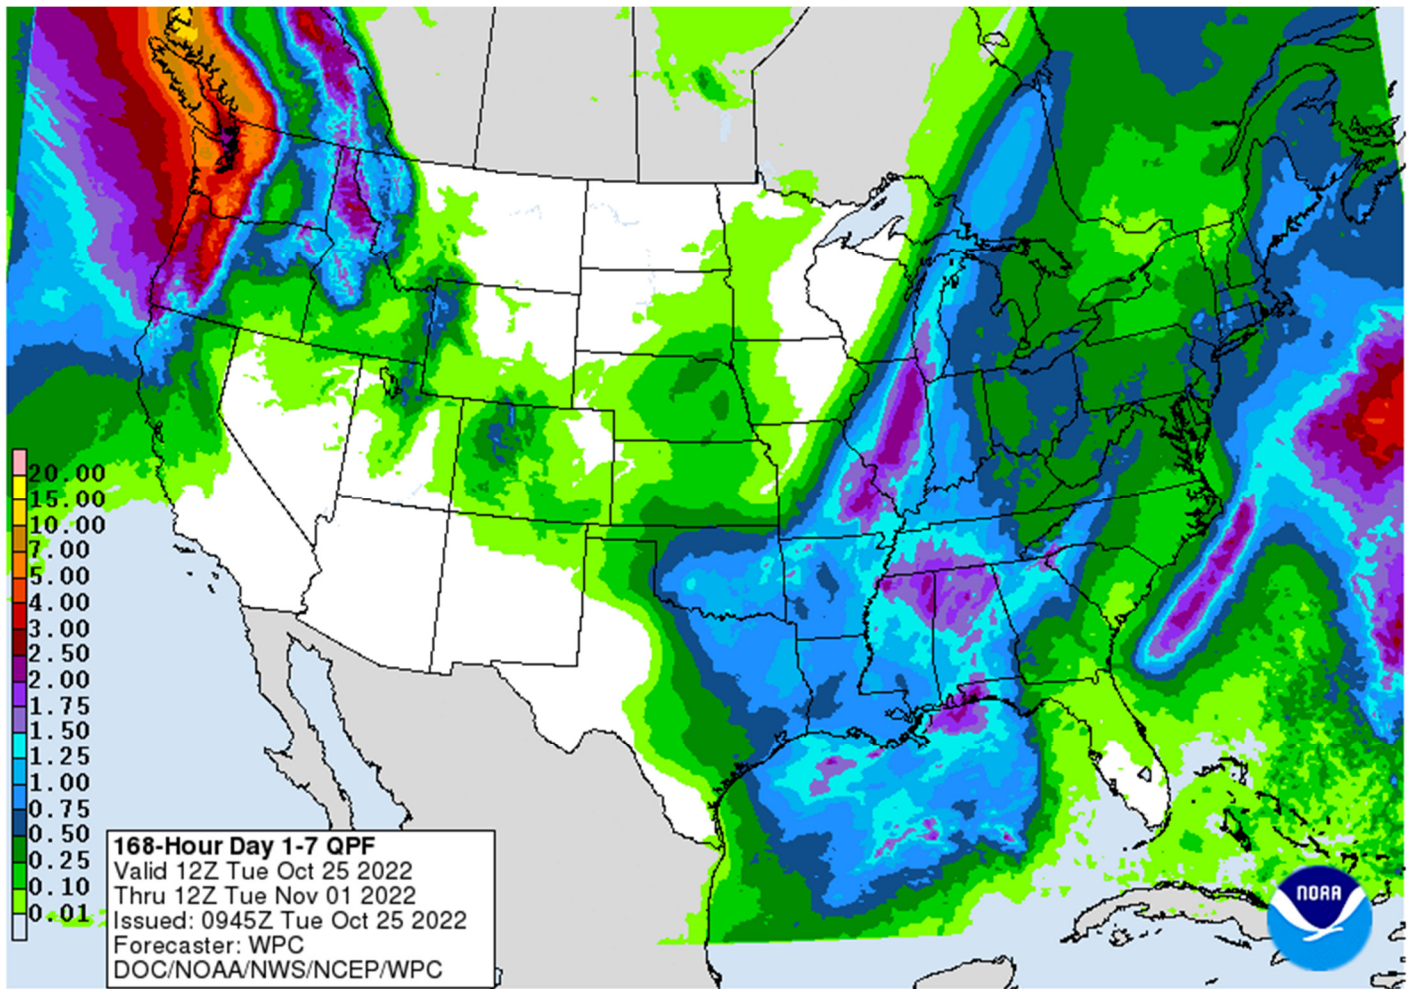 20.00
15.00
10.00
7.00
5.00
4.00
3.00
2.50
2.00
1.75
1.50
1.25
1.00
0.75
0.50
0.25
0.10
0.01
168-Hour Day 1-7 QPF
Valid 12Z Tue Oct 25 2022
Thru 12Z Tue Nov 01 2022
Issued: 0945Z Tue Oct 25 2022
Forecaster: WPC
DOC/NOAA/NWS/NCEP/WPC
NOAA